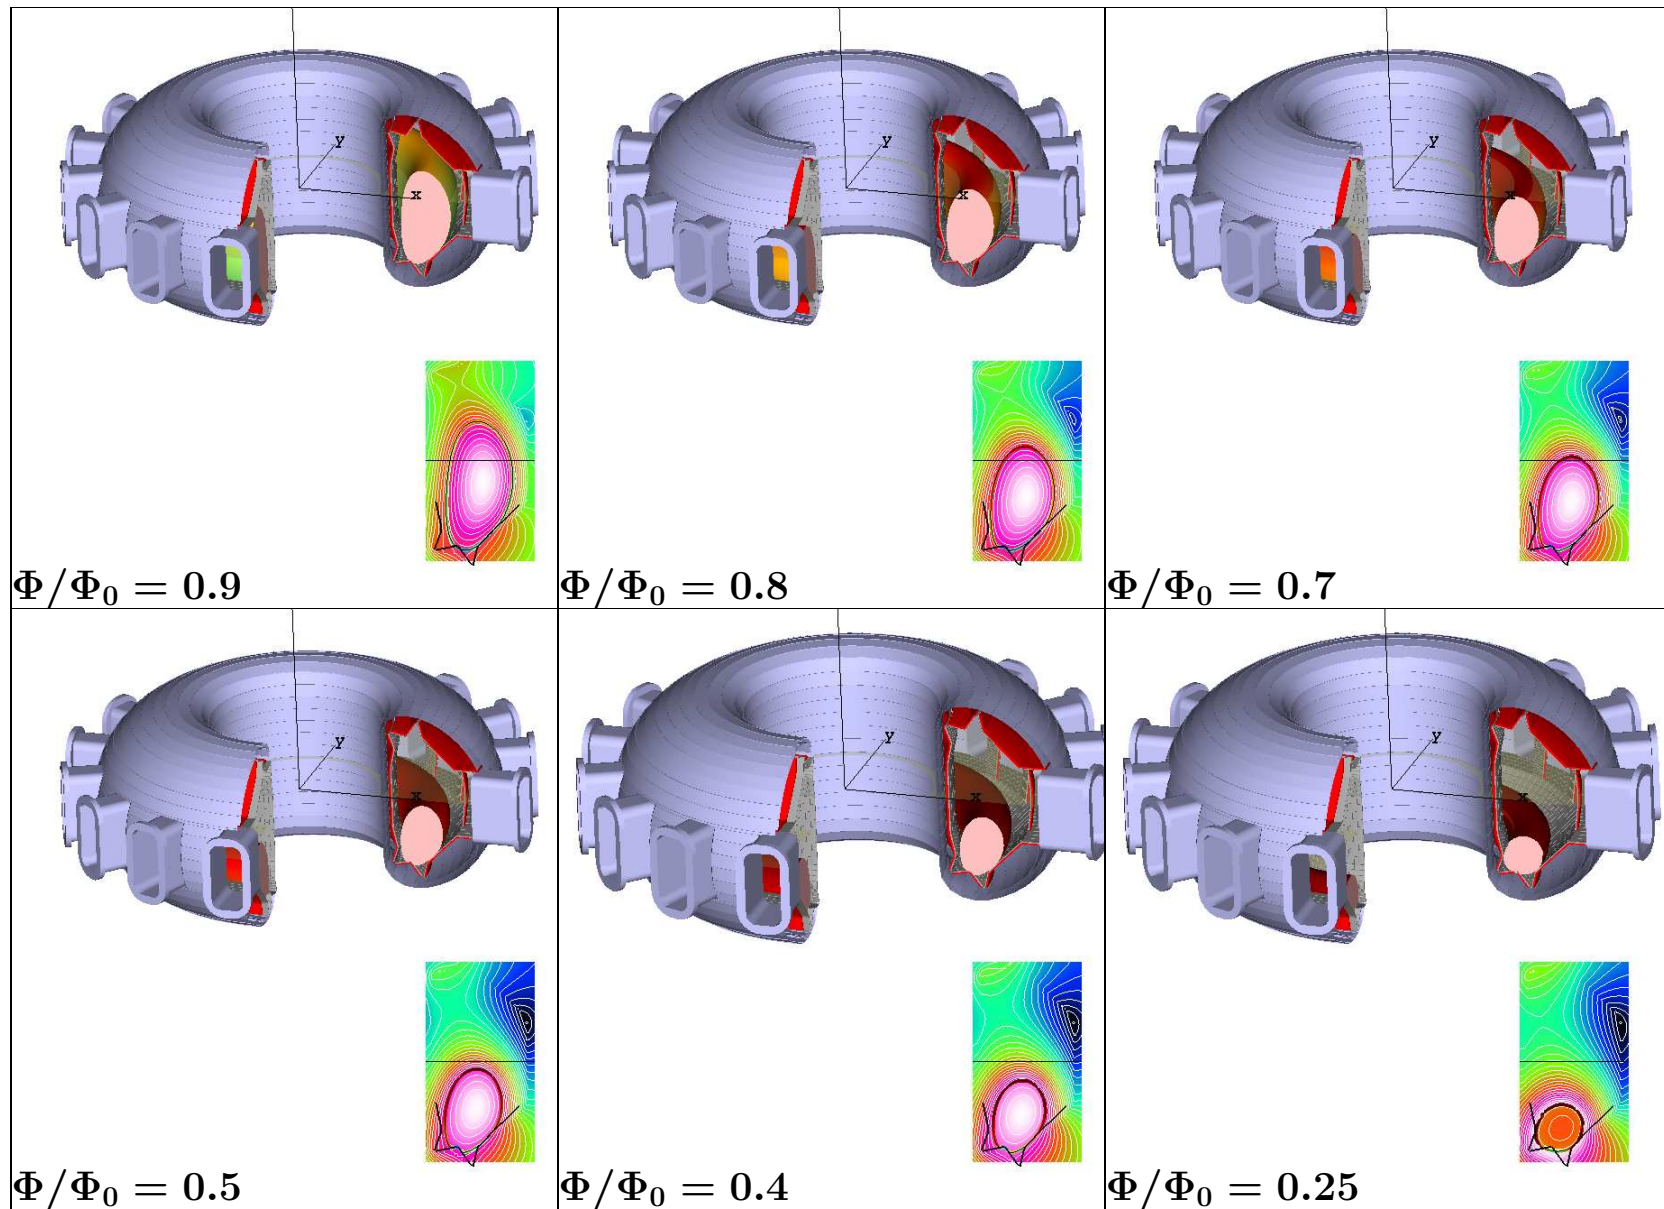 y
x
y
x
y
x
Φ/Φ₀ = 0.9
Φ/Φ₀ = 0.8
Φ/Φ₀ = 0.7
y
x
y
x
y
x
Φ/Φ₀ = 0.5
Φ/Φ₀ = 0.4
Φ/Φ₀ = 0.25